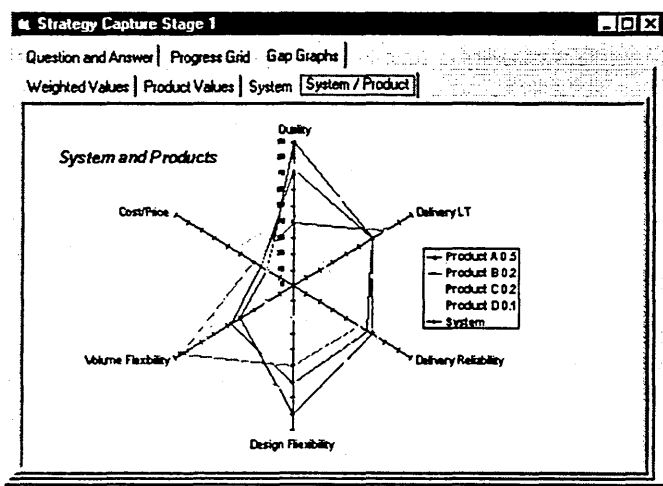 Strategy Capture Stage 1
Question and Answer Progress Grid Gap Graphs
Weighted Values Product Values System System / Product
System and Products
Quality
Cost/Price
Delivery LT
Product A 0.5
Product B 0.2
Product C 0.2
Product D 0.1
System
Volume Flexibility
Delivery Reliability
Design Flexibility